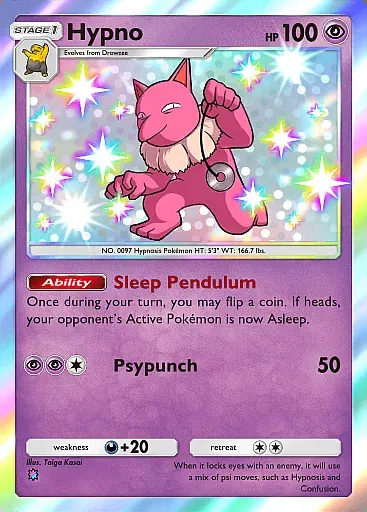 STAGE 1 Hypno HP 100
Evolves from Drowzee
NO. 0097 Hypnosis Pokémon HT: 5'3" WT: 166.7 lbs.
Ability Sleep Pendulum
Once during your turn, you may flip a coin. If heads,
your opponent's Active Pokémon is now Asleep.
Psypunch 50
weakness +20 retreat
Illus. Taiga Kasai
When it locks eyes with an enemy, it will use
a mix of psi moves, such as Hypnosis and
Confusion.